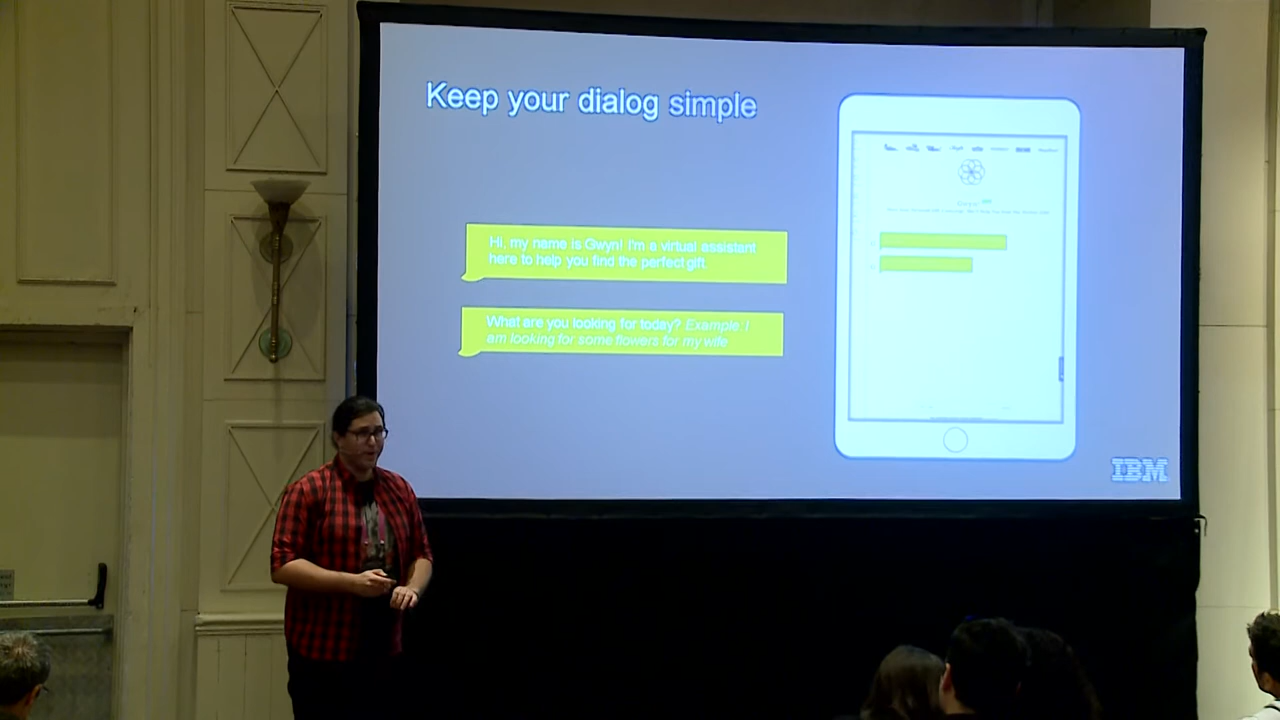 Keep your dialog simple
Hi, my name is Gwyn! I'm a virtual assistant
here to help you find the perfect gift.
What are you looking for today? Example: I
am looking for some flowers for my wife
IBM